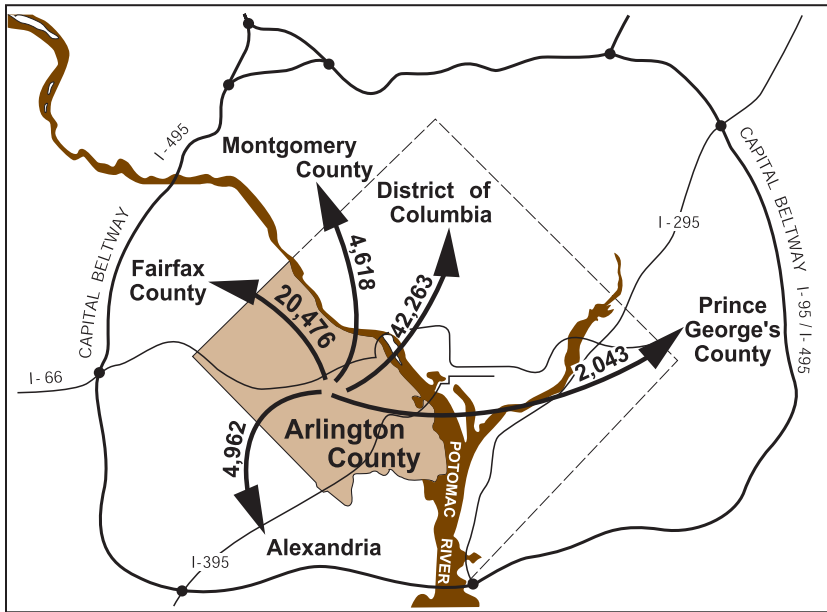 I-495
Montgomery
County
District of
Columbia
CAPITAL BELTWAY
I-295
CAPITAL BELTWAY I-95 / I-495
Fairfax
County
4,618
42,263
20,476
Prince
George's
County
2,043
I-66
4,962
Arlington
County
POTOMAC
RIVER
Alexandria
I-395